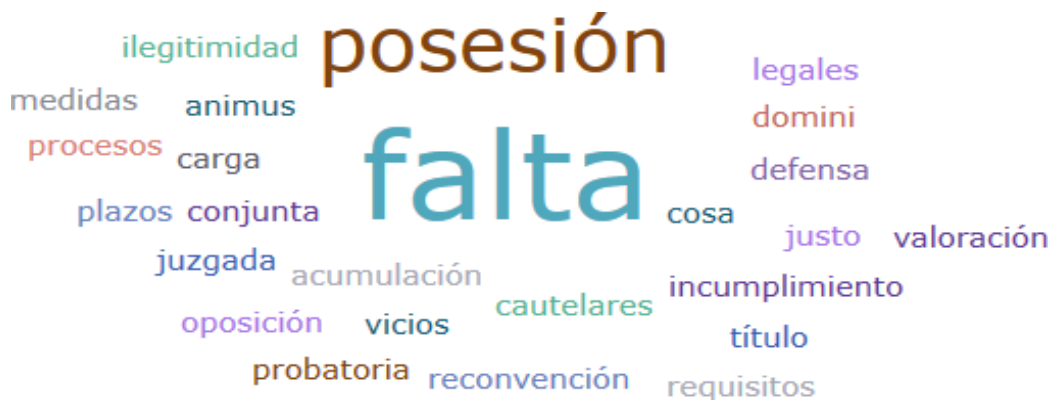 ilegitimidad posesión legales
medidas animus domini
procesos carga falta defensa
plazos conjunta cosa
justo valoración
juzgada acumulación incumplimiento
oposición vicios cautelares título
probatoria reconvención requisitos